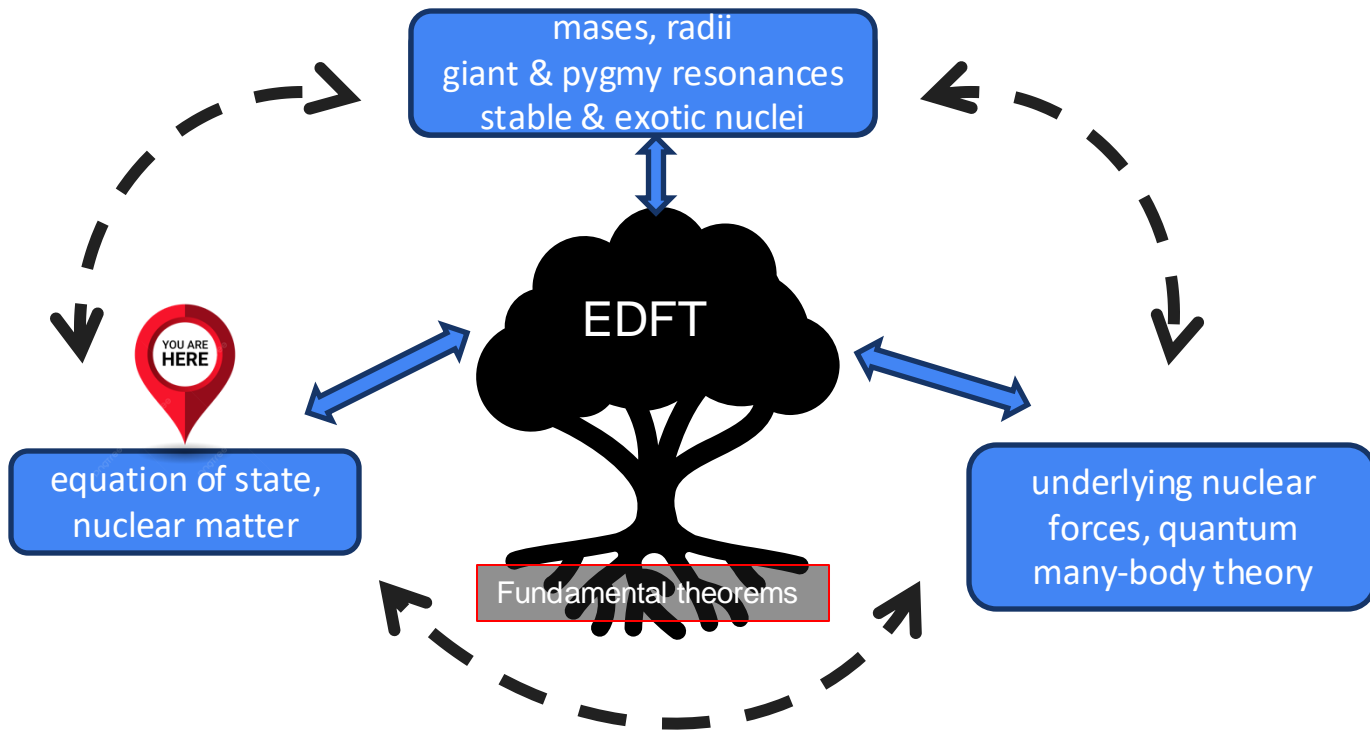 mases, radii
giant & pygmy resonances
stable & exotic nuclei
EDFT
YOU ARE
HERE
equation of state,
nuclear matter
underlying nuclear
forces, quantum
many-body theory
Fundamental theorems